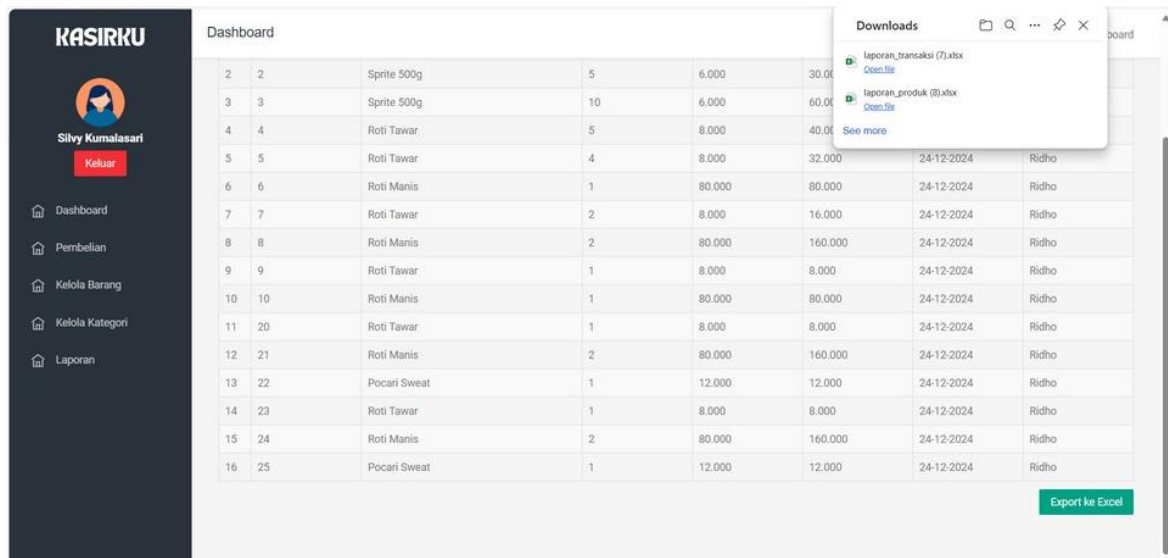 KASIRKU
Silvy Kumalasari
Keluar
Dashboard
Pembelian
Kelola Barang
Kelola Kategori
Laporan
Dashboard
Downloads
laporan_transaksi (7).xlsx
Open file
laporan_produk (8).xlsx
Open file
See more
board
2 2 Sprite 500g 5 6.000 30.00
3 3 Sprite 500g 10 6.000 60.00
4 4 Roti Tawar 5 8.000 40.00
5 5 Roti Tawar 4 8.000 32.000 24-12-2024 Ridho
6 6 Roti Manis 1 80.000 80.000 24-12-2024 Ridho
7 7 Roti Tawar 2 8.000 16.000 24-12-2024 Ridho
8 8 Roti Manis 2 80.000 160.000 24-12-2024 Ridho
9 9 Roti Tawar 1 8.000 8.000 24-12-2024 Ridho
10 10 Roti Manis 1 80.000 80.000 24-12-2024 Ridho
11 20 Roti Tawar 1 8.000 8.000 24-12-2024 Ridho
12 21 Roti Manis 2 80.000 160.000 24-12-2024 Ridho
13 22 Pocari Sweat 1 12.000 12.000 24-12-2024 Ridho
14 23 Roti Tawar 1 8.000 8.000 24-12-2024 Ridho
15 24 Roti Manis 2 80.000 160.000 24-12-2024 Ridho
16 25 Pocari Sweat 1 12.000 12.000 24-12-2024 Ridho
Export ke Excel